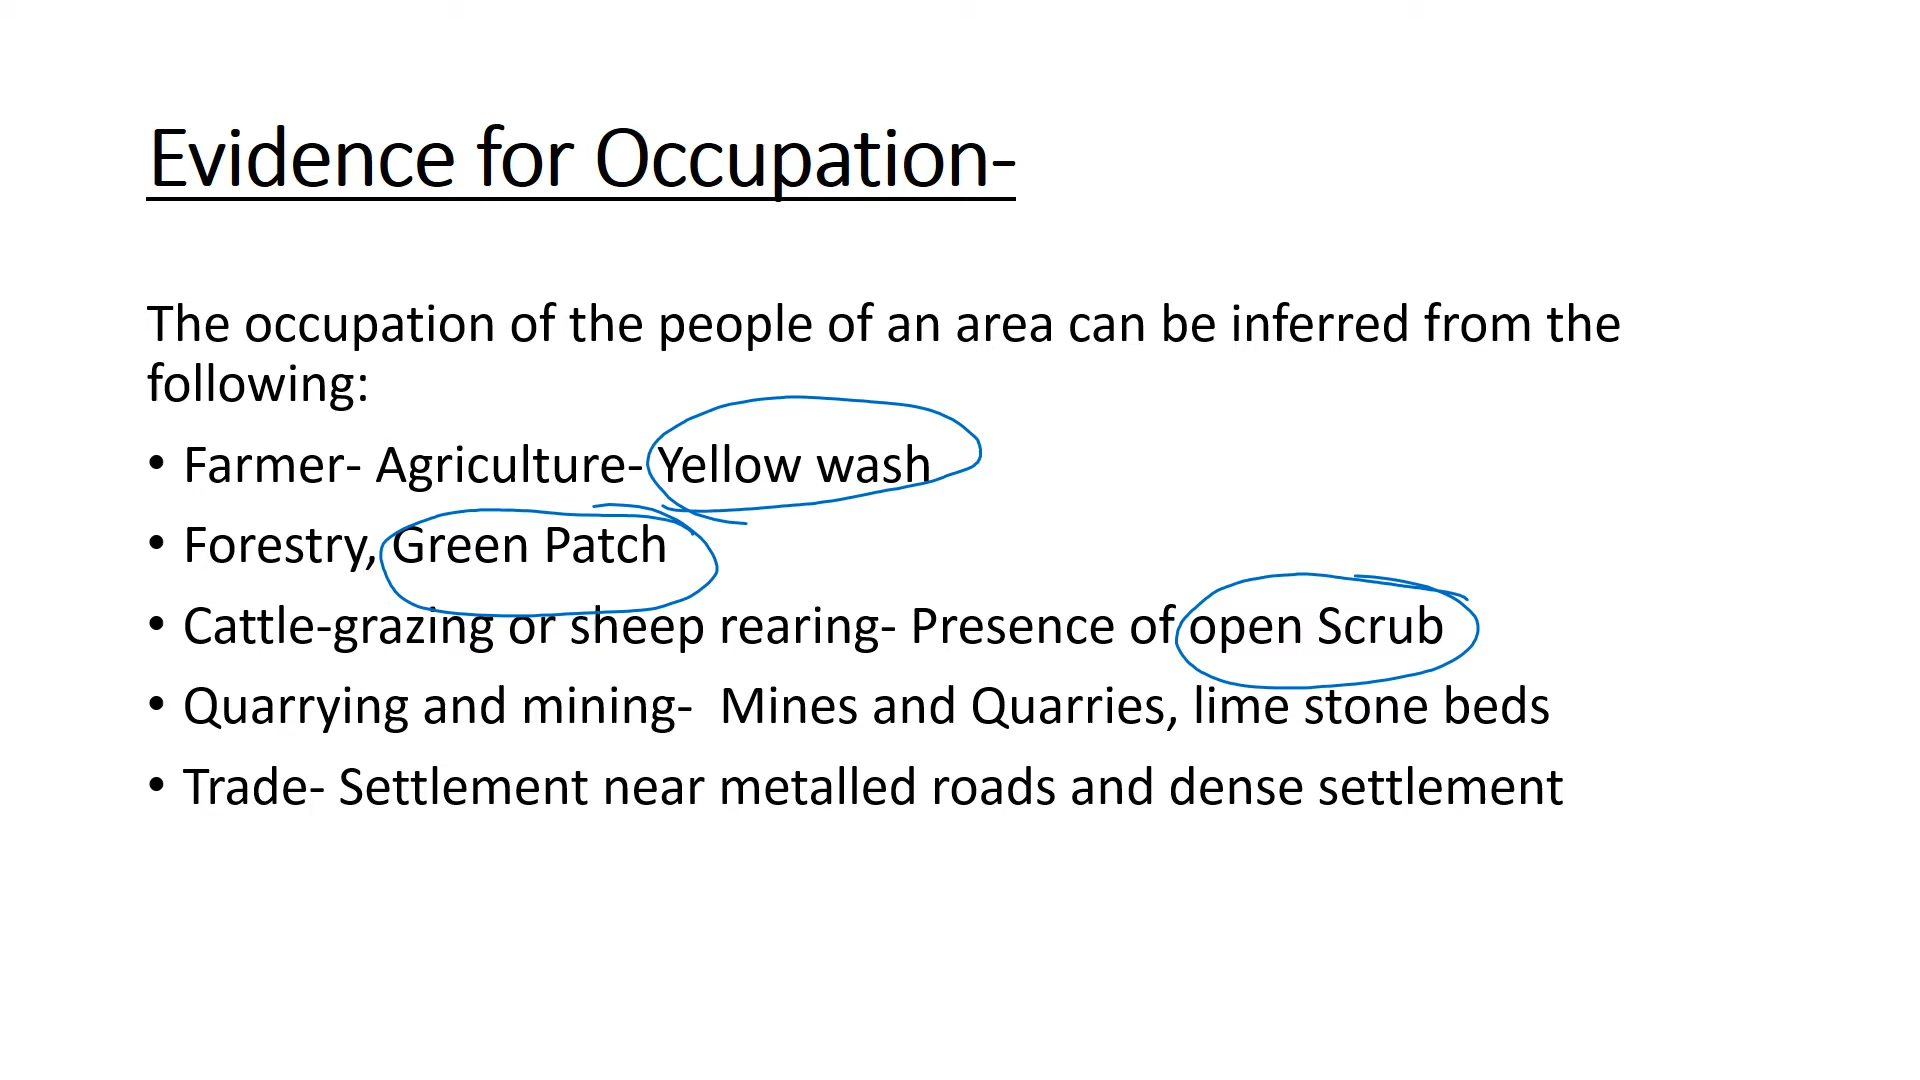 Evidence for Occupation-
The occupation of the people of an area can be inferred from the
following:
• Farmer- Agriculture- Yellow wash
• Forestry, Green Patch
• Cattle-grazing or sheep rearing- Presence of open Scrub
• Quarrying and mining-  Mines and Quarries, lime stone beds
• Trade- Settlement near metalled roads and dense settlement